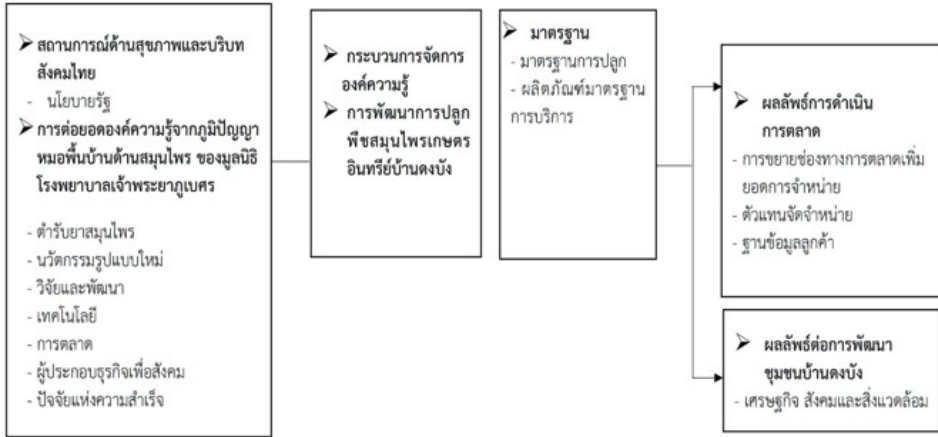 ➢ สถานการณ์ด้านสุขภาพและบริบท
สังคมไทย
- นโยบายรัฐ
➢ การต่อยอดองค์ความรู้จากภูมิปัญญา
หมอพื้นบ้านด้านสมุนไพร ของมูลนิธิ
โรงพยาบาลเจ้าพระยาภูเบศร
- ตำรับยาสมุนไพร
- นวัตกรรมรูปแบบใหม่
- วิจัยและพัฒนา
- เทคโนโลยี
- การตลาด
- ผู้ประกอบธุรกิจเพื่อสังคม
- ปัจจัยแห่งความสำเร็จ
➢ กระบวนการจัดการ
องค์ความรู้
➢ การพัฒนาการปลูก
พืชสมุนไพรเกษตร
อินทรีย์บ้านดงบัง
➢ มาตรฐาน
- มาตรฐานการปลูก
- ผลิตภัณฑ์มาตรฐาน
การบริการ
➢ ผลลัพธ์การดำเนิน
การตลาด
- การขยายช่องทางการตลาดเพิ่ม
ยอดการจำหน่าย
- ตัวแทนจัดจำหน่าย
- ฐานข้อมูลลูกค้า
➢ ผลลัพธ์ต่อการพัฒนา
ชุมชนบ้านดงบัง
- เศรษฐกิจ สังคมและสิ่งแวดล้อม